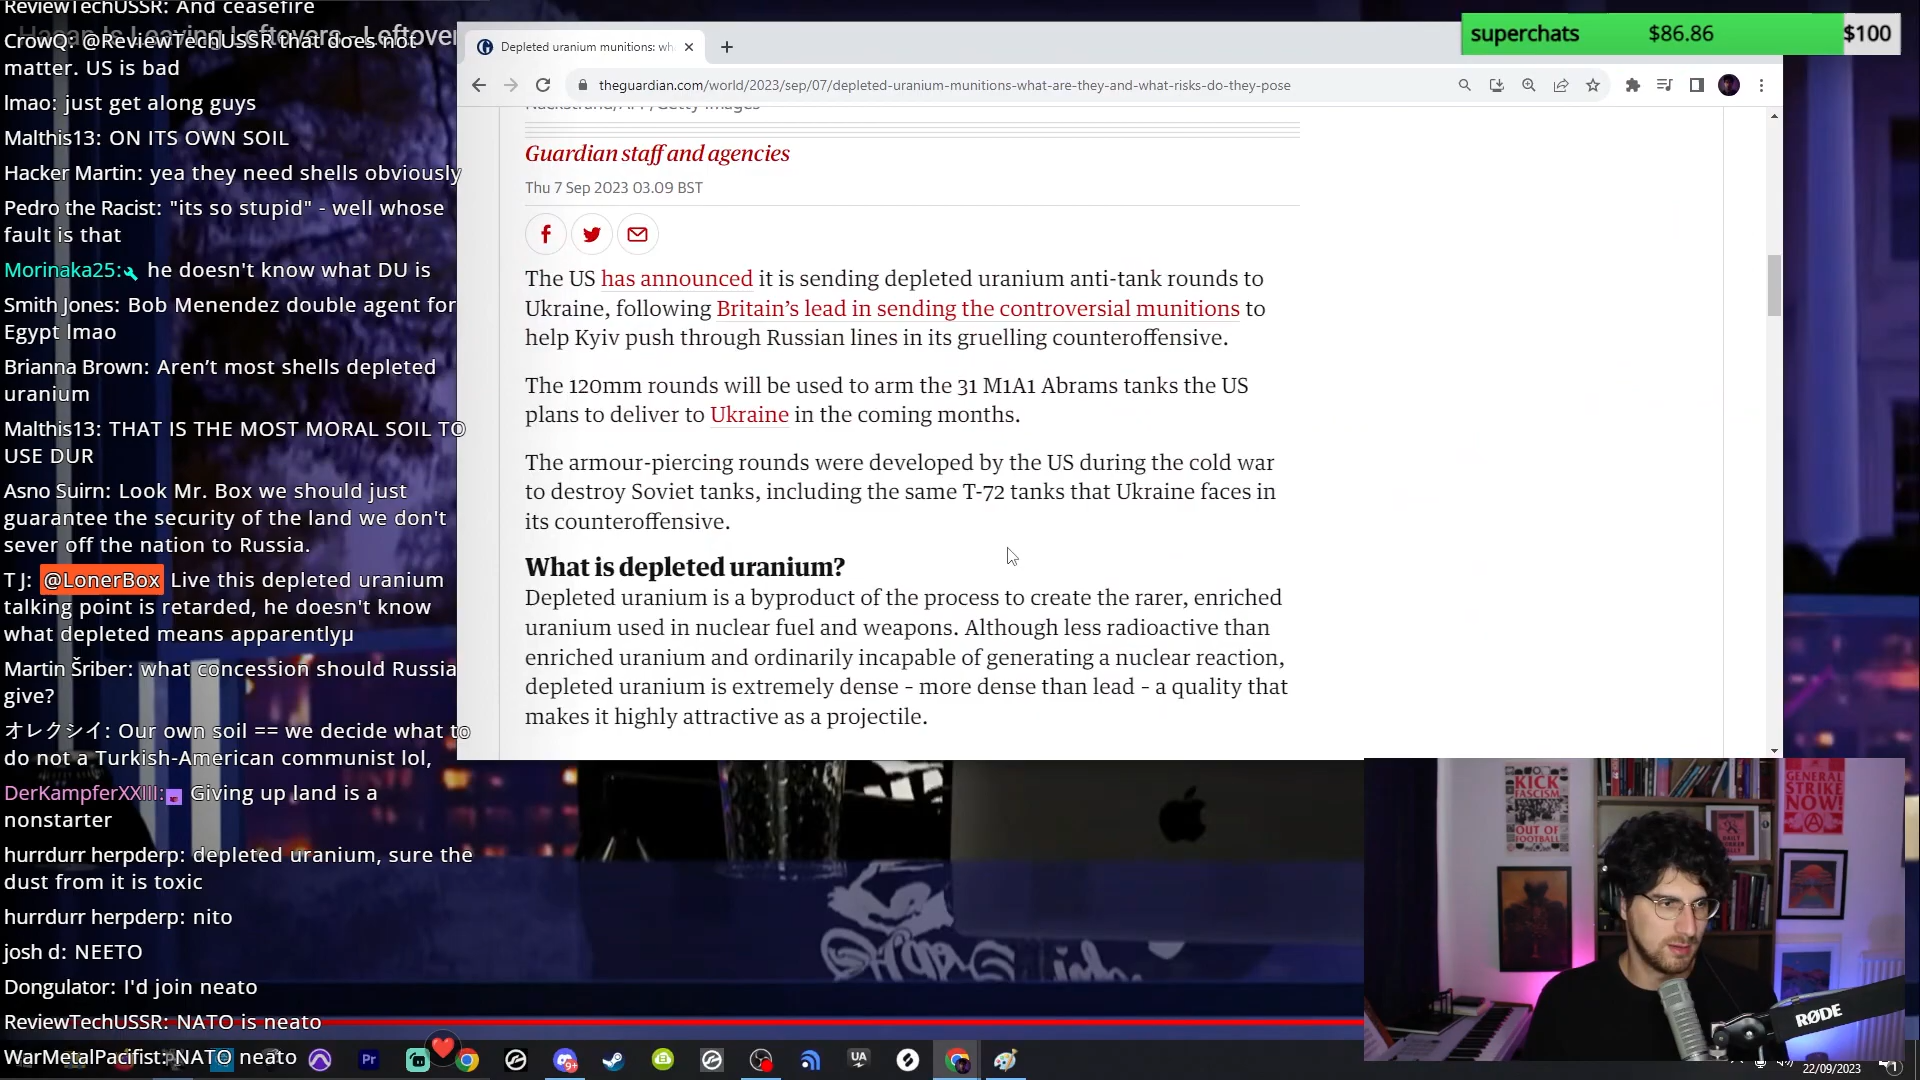 ReviewTechUSSR: And ceasefire
Hasan Is Leaving Leftovers - Leftover
CrowQ: @ReviewTechUSSR that does not
matter. US is bad
lmao: just get along guys
Malthis13: ON ITS OWN SOIL
Hacker Martin: yea they need shells obviously
Pedro the Racist: "its so stupid" - well whose
fault is that
Morinaka25: he doesn't know what DU is
Smith Jones: Bob Menendez double agent for
Egypt lmao
Brianna Brown: Aren’t most shells depleted
uranium
Malthis13: THAT IS THE MOST MORAL SOIL TO
USE DUR
Asno Suirn: Look Mr. Box we should just
guarantee the security of the land we don't
sever off the nation to Russia.
T J: @LonerBox Live this depleted uranium
talking point is retarded, he doesn't know
what depleted means apparentlyµ
Martin Šriber: what concession should Russia
give?
オレクシイ: Our own soil == we decide what to
do not a Turkish-American communist lol,
DerKampferXXIII: Giving up land is a
nonstarter
hurrdurr herpderp: depleted uranium, sure the
dust from it is toxic
hurrdurr herpderp: nito
josh d: NEETO
Dongulator: I'd join neato
ReviewTechUSSR: NATO is neato
WarMetalPacifist: NATO neato
Depleted uranium munitions: wh
superchats $86.86 $100
theguardian.com/world/2023/sep/07/depleted-uranium-munitions-what-are-they-and-what-risks-do-they-pose
Guardian staff and agencies
Thu 7 Sep 2023 03.09 BST
The US has announced it is sending depleted uranium anti-tank rounds to
Ukraine, following Britain’s lead in sending the controversial munitions to
help Kyiv push through Russian lines in its gruelling counteroffensive.
The 120mm rounds will be used to arm the 31 M1A1 Abrams tanks the US
plans to deliver to Ukraine in the coming months.
The armour-piercing rounds were developed by the US during the cold war
to destroy Soviet tanks, including the same T-72 tanks that Ukraine faces in
its counteroffensive.
What is depleted uranium?
Depleted uranium is a byproduct of the process to create the rarer, enriched
uranium used in nuclear fuel and weapons. Although less radioactive than
enriched uranium and ordinarily incapable of generating a nuclear reaction,
depleted uranium is extremely dense – more dense than lead – a quality that
makes it highly attractive as a projectile.
KICK
FASCISM
OUT OF
FOOTBALL
GENERAL
STRIKE
NOW!
RØDE
Pr
9+
UA
22/09/2023
1